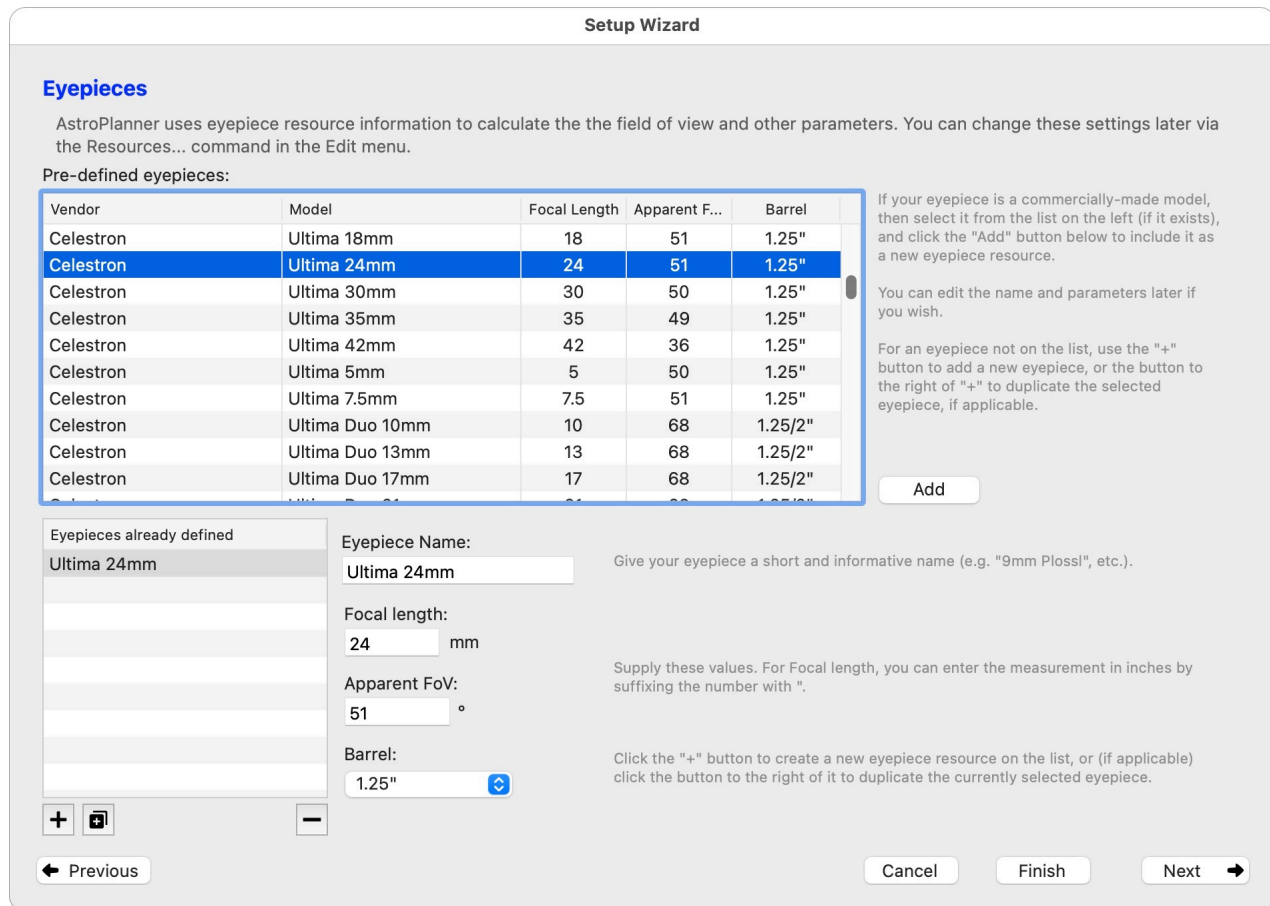 Setup Wizard
Eyepieces
AstroPlanner uses eyepiece resource information to calculate the the field of view and other parameters. You can change these settings later via
the Resources... command in the Edit menu.
Pre-defined eyepieces:
Vendor Model Focal Length Apparent F... Barrel
Celestron Ultima 18mm 18 51 1.25"
Celestron Ultima 24mm 24 51 1.25"
Celestron Ultima 30mm 30 50 1.25"
Celestron Ultima 35mm 35 49 1.25"
Celestron Ultima 42mm 42 36 1.25"
Celestron Ultima 5mm 5 50 1.25"
Celestron Ultima 7.5mm 7.5 51 1.25"
Celestron Ultima Duo 10mm 10 68 1.25/2"
Celestron Ultima Duo 13mm 13 68 1.25/2"
Celestron Ultima Duo 17mm 17 68 1.25/2"
If your eyepiece is a commercially-made model,
then select it from the list on the left (if it exists),
and click the "Add" button below to include it as
a new eyepiece resource.
You can edit the name and parameters later if
you wish.
For an eyepiece not on the list, use the "+"
button to add a new eyepiece, or the button to
the right of "+" to duplicate the selected
eyepiece, if applicable.
Add
Eyepieces already defined
Ultima 24mm
Eyepiece Name:
Ultima 24mm
Give your eyepiece a short and informative name (e.g. "9mm Plossl", etc.).
Focal length:
24 mm
Supply these values. For Focal length, you can enter the measurement in inches by
suffixing the number with ".
Apparent FoV:
51 °
Barrel:
1.25"
Click the "+" button to create a new eyepiece resource on the list, or (if applicable)
click the button to the right of it to duplicate the currently selected eyepiece.
Previous
Cancel
Finish
Next